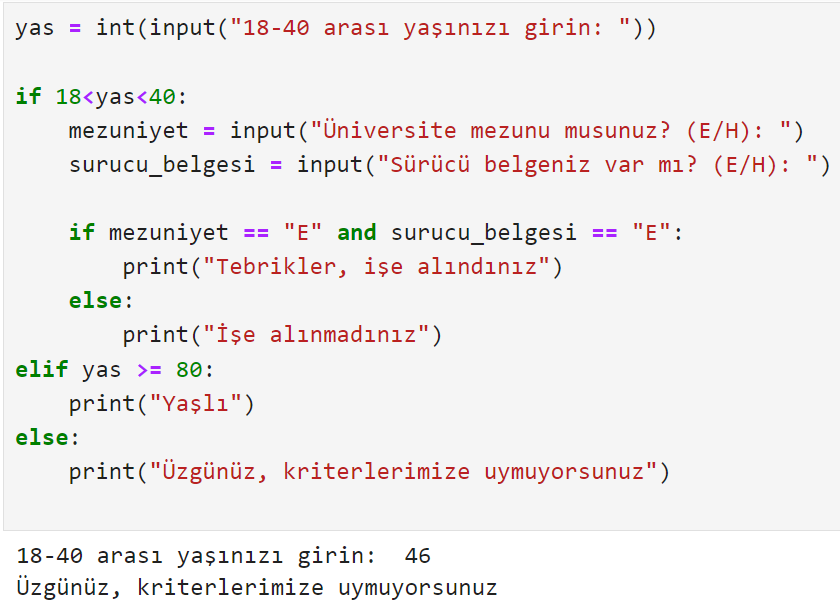 yas = int(input("18-40 arası yaşınızı girin: "))
if 18<yas<40:
    mezuniyet = input("Üniversite mezunu musunuz? (E/H): ")
    surucu_belgesi = input("Sürücü belgeniz var mı? (E/H): ")
    if mezuniyet == "E" and surucu_belgesi == "E":
        print("Tebrikler, işe alındınız")
    else:
        print("İşe alınmadınız")
elif yas >= 80:
    print("Yaşlı")
else:
    print("Üzgünüz, kriterlerimize uymuyorsunuz")
18-40 arası yaşınızı girin:  46
Üzgünüz, kriterlerimize uymuyorsunuz